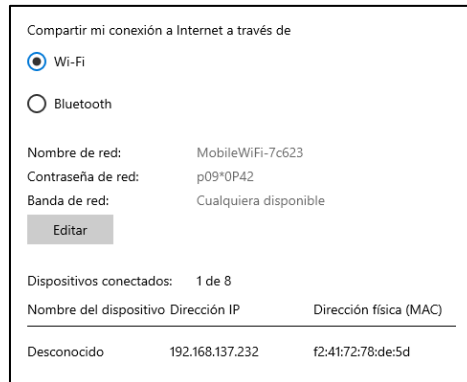 Compartir mi conexión a Internet a través de
Wi-Fi
Bluetooth
Nombre de red: MobileWiFi-7c623
Contraseña de red: p09*0P42
Banda de red: Cualquiera disponible
Editar
Dispositivos conectados: 1 de 8
Nombre del dispositivo Dirección IP Dirección física (MAC)
Desconocido 192.168.137.232 f2:41:72:78:de:5d